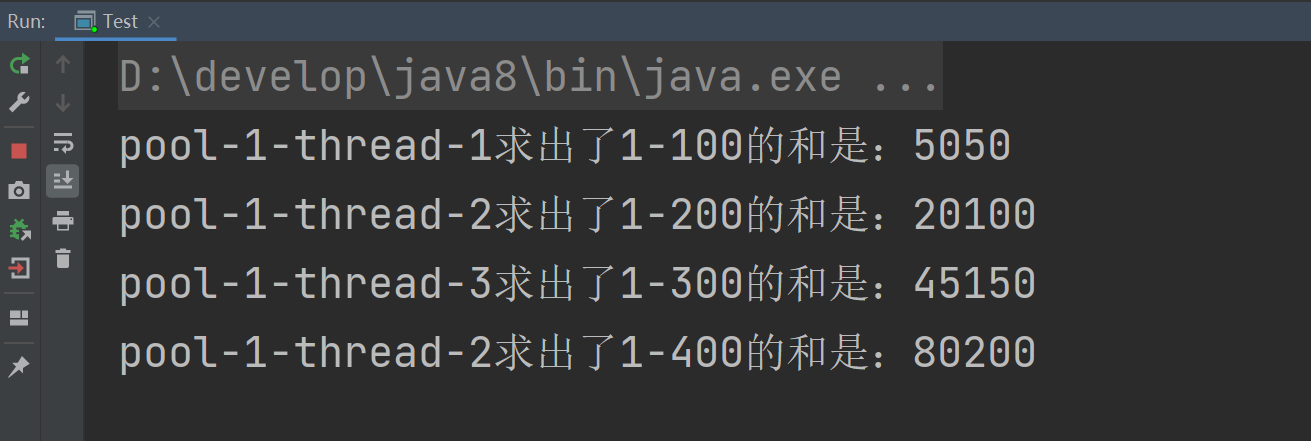 Run: Test
D:\develop\java8\bin\java.exe ...
pool-1-thread-1求出了1-100的和是：5050
pool-1-thread-2求出了1-200的和是：20100
pool-1-thread-3求出了1-300的和是：45150
pool-1-thread-2求出了1-400的和是：80200